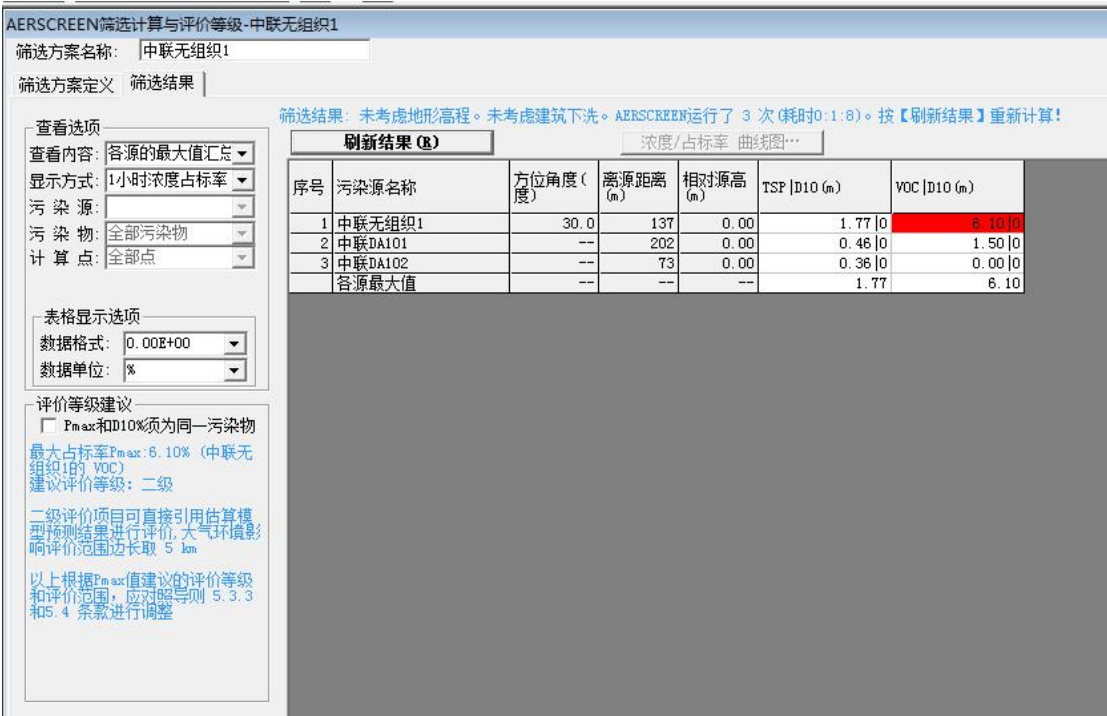 AERSCREEN筛选计算与评价等级-中联无组织1
筛选方案名称: 中联无组织1
筛选方案定义 筛选结果
筛选结果: 未考虑地形高程。未考虑建筑下洗。AERSCREEN运行了 3 次(耗时0:1:8)。按【刷新结果】重新计算!
刷新结果(R) 浓度/占标率 曲线图…
查看选项
查看内容: 各源的最大值汇总
显示方式: 1小时浓度占标率
污 染 源:
污 染 物: 全部污染物
计 算 点: 全部点
表格显示选项
数据格式: 0.00E+00
数据单位: %
评价等级建议
Pmax和D10%须为同一污染物
最大占标率Pmax:6.10% (中联无
组织1的 VOC)
建议评价等级: 二级
二级评价项目可直接引用估算模
型预测结果进行评价,大气环境影
响评价范围边长取 5 km
以上根据Pmax值建议的评价等级
和评价范围,应对照导则 5.3.3
和5.4 条款进行调整
序号 污染源名称 方位角度(度) 离源距离(m) 相对源高(m) TSP|D10(m) VOC|D10(m)
1 中联无组织1 30.0 137 0.00 1.77|0 6.10|0
2 中联DA101 -- 202 0.00 0.46|0 1.50|0
3 中联DA102 -- 73 0.00 0.36|0 0.00|0
各源最大值 -- -- -- 1.77 6.10